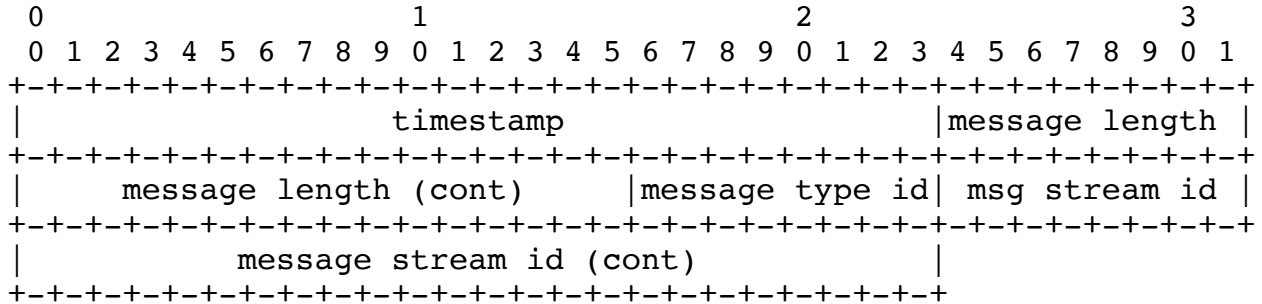 0                   1                   2                   3
 0 1 2 3 4 5 6 7 8 9 0 1 2 3 4 5 6 7 8 9 0 1 2 3 4 5 6 7 8 9 0 1
+-+-+-+-+-+-+-+-+-+-+-+-+-+-+-+-+-+-+-+-+-+-+-+-+-+-+-+-+-+-+-+-+
|                   timestamp                   |message length |
+-+-+-+-+-+-+-+-+-+-+-+-+-+-+-+-+-+-+-+-+-+-+-+-+-+-+-+-+-+-+-+-+
|     message length (cont)     |message type id| msg stream id |
+-+-+-+-+-+-+-+-+-+-+-+-+-+-+-+-+-+-+-+-+-+-+-+-+-+-+-+-+-+-+-+-+
|           message stream id (cont)            |
+-+-+-+-+-+-+-+-+-+-+-+-+-+-+-+-+-+-+-+-+-+-+-+-+